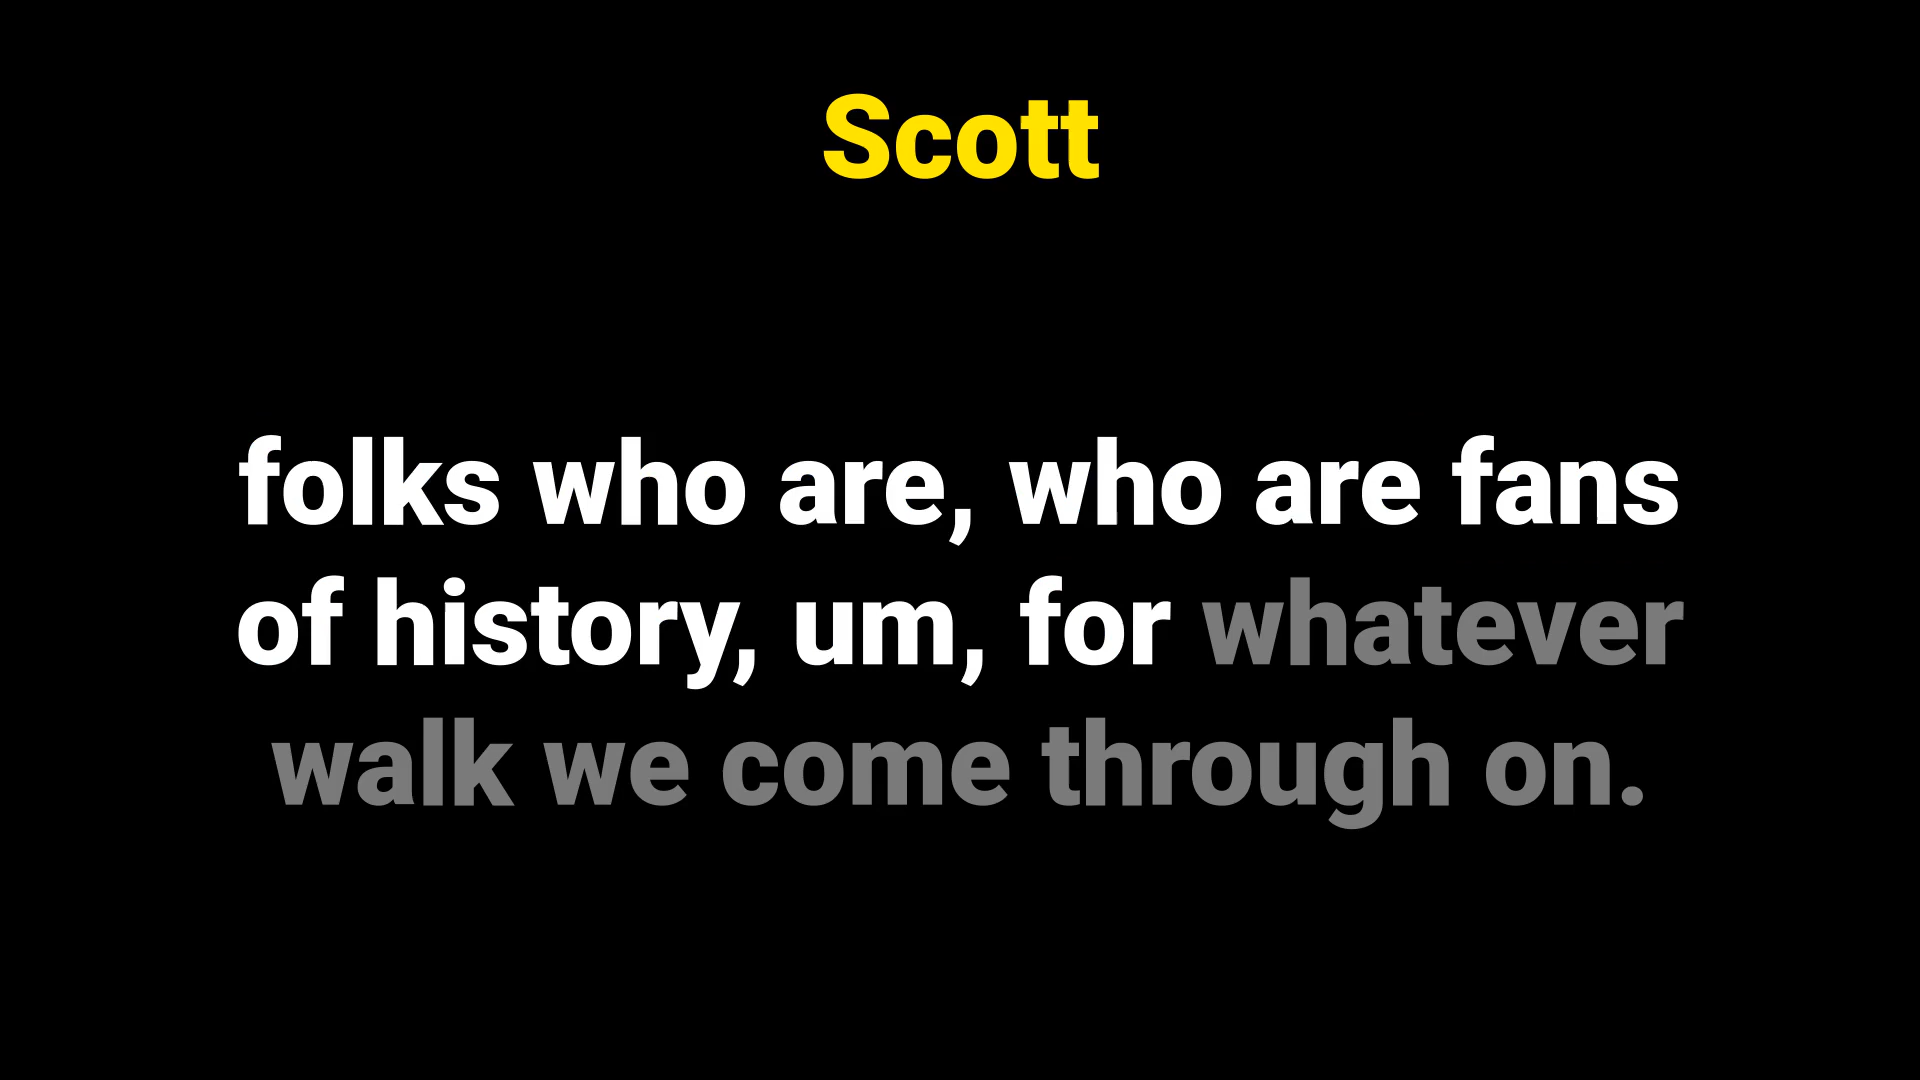 Scott
folks who are, who are fans
of history, um, for whatever
walk we come through on.